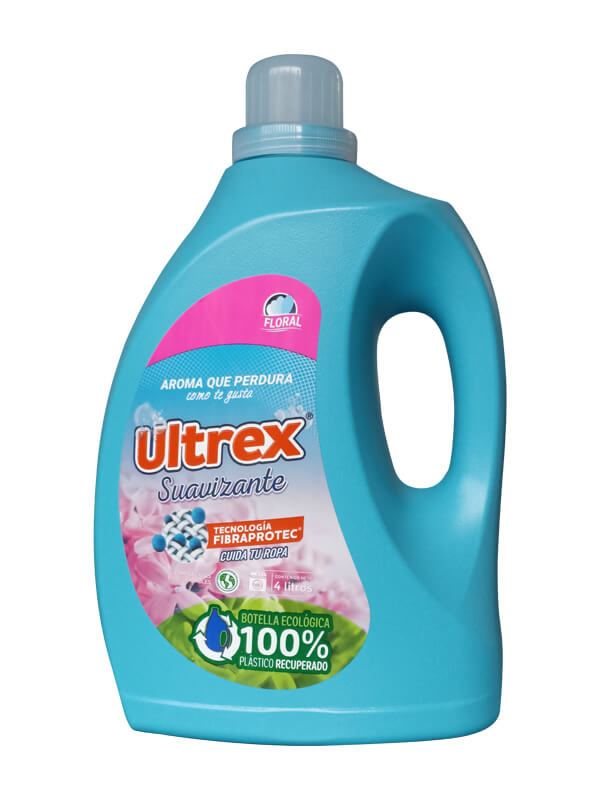 FLORAL
AROMA QUE PERDURA
como te gusta
Ultrex®
Suavizante
TECNOLOGÍA
FIBRAPROTEC®
CUIDA TU ROPA
4 litros
BOTELLA ECOLÓGICA
100%
PLÁSTICO RECUPERADO